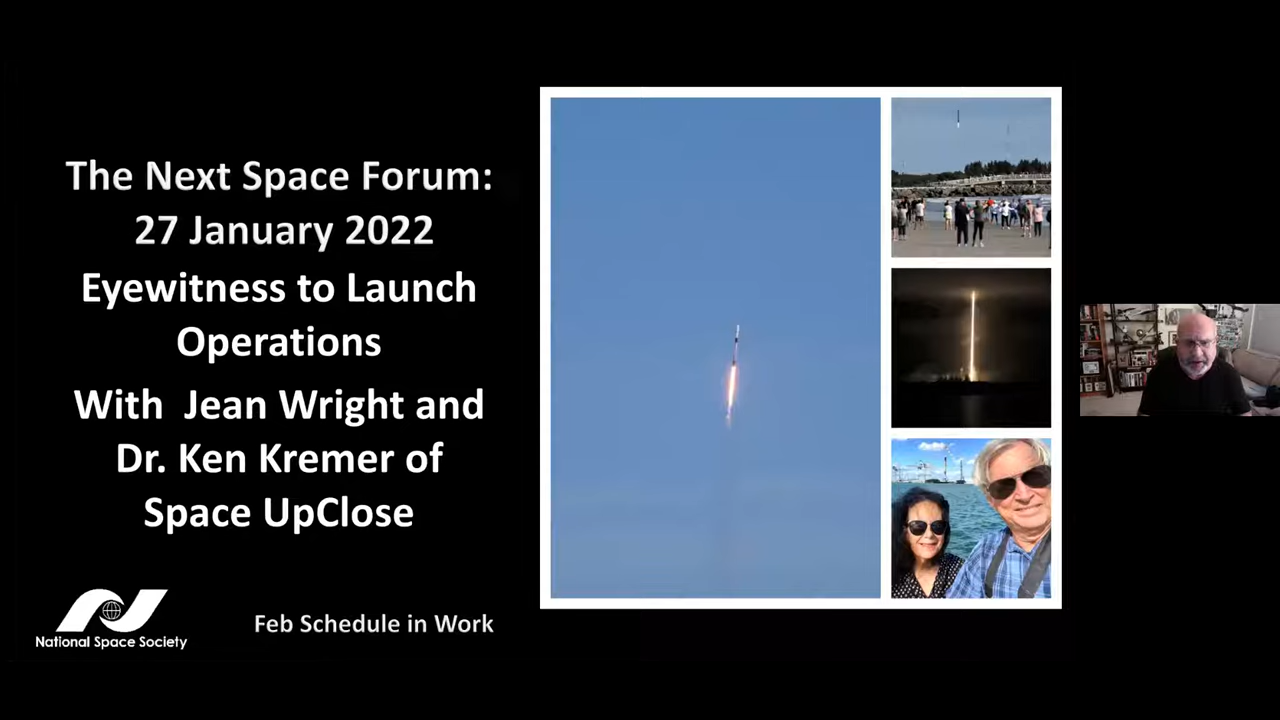 The Next Space Forum:
27 January 2022
Eyewitness to Launch
Operations
With Jean Wright and
Dr. Ken Kremer of
Space UpClose
National Space Society
Feb Schedule in Work